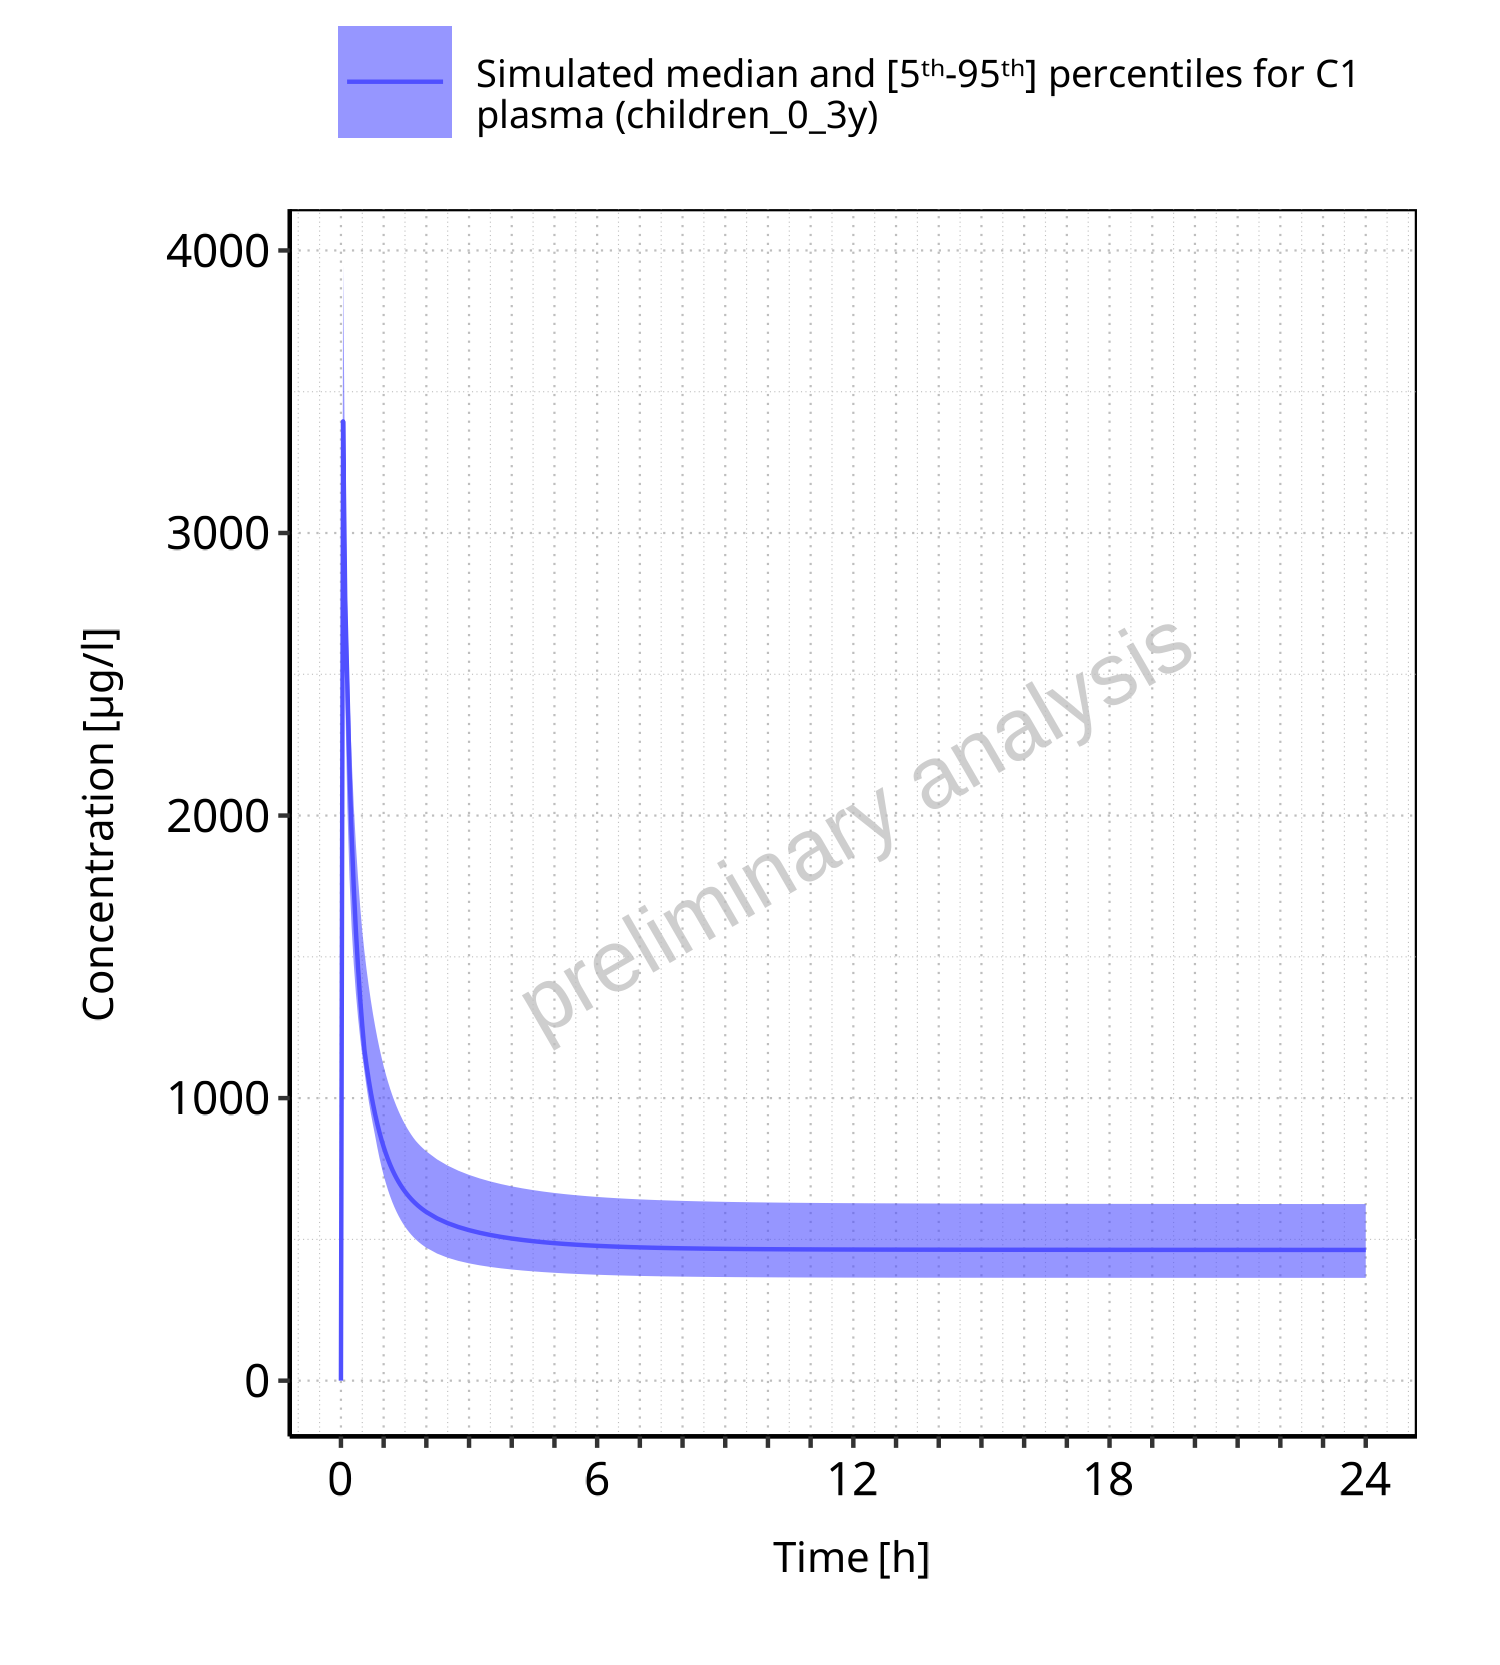 Simulated median and [5ᵗʰ-95ᵗʰ] percentiles for C1
plasma (children_0_3y)
4000
3000
2000
1000
0
Concentration [µg/l]
preliminary analysis
0 6 12 18 24
Time [h]